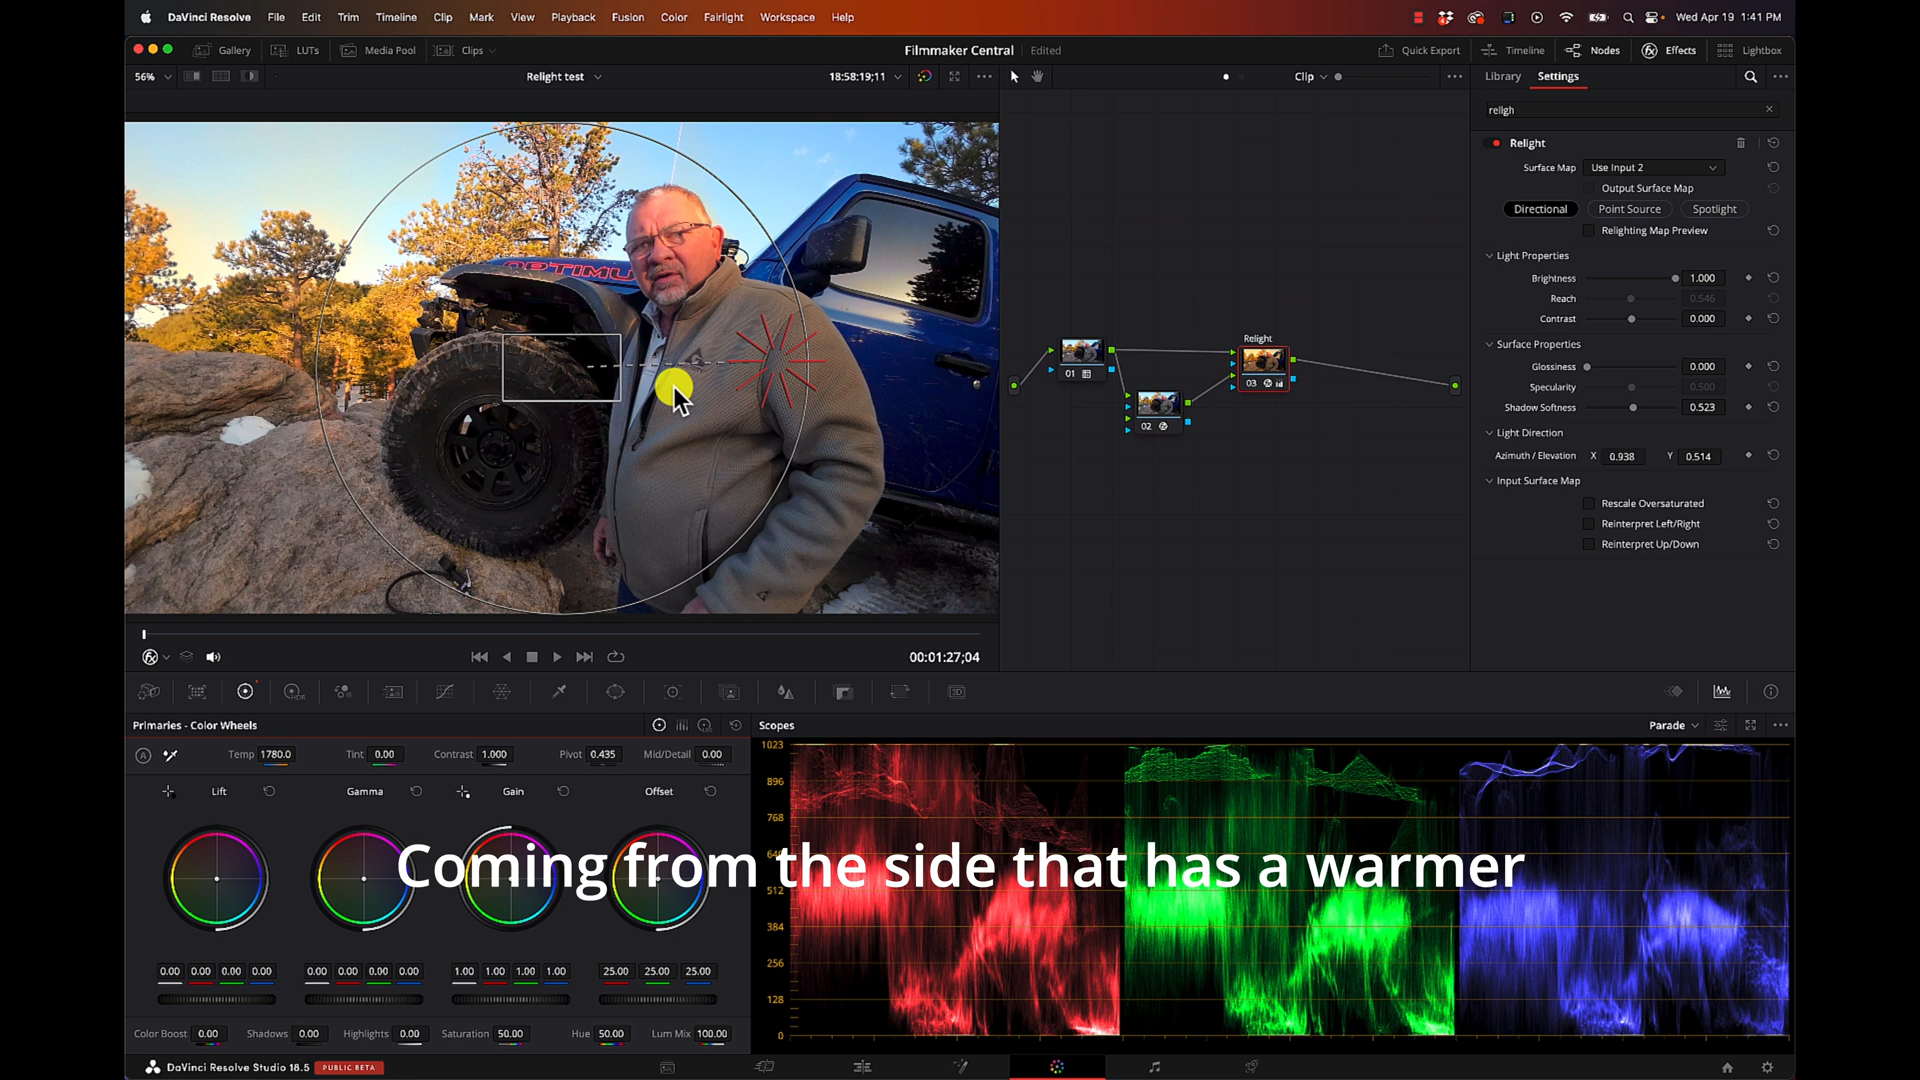 DaVinci Resolve File Edit Trim Timeline Clip Mark View Playback Fusion Color Fairlight Workspace Help Wed Apr 19 1:41 PM
Gallery LUTs Media Pool Clips Filmmaker Central Edited Quick Export Timeline Nodes Effects Lightbox
56% Relight test 18:58:19;11 Clip Library Settings
religh
Relight
Surface Map Use Input 2
Output Surface Map
Directional Point Source Spotlight
Relighting Map Preview
Light Properties
Brightness 1.000
Reach 0.546
Contrast 0.000
Surface Properties
Glossiness 0.000
Specularity 0.500
Shadow Softness 0.523
Light Direction
Azimuth / Elevation X 0.938 Y 0.514
Input Surface Map
Rescale Oversaturated
Reinterpret Left/Right
Reinterpret Up/Down
OPTIMU
Relight
01
02
03
00:01:27;04
Primaries - Color Wheels
Temp 1780.0 Tint 0.00 Contrast 1.000 Pivot 0.435 Mid/Detail 0.00
Lift Gamma Gain Offset
0.00 0.00 0.00 0.00 0.00 0.00 0.00 0.00 1.00 1.00 1.00 1.00 25.00 25.00 25.00
Color Boost 0.00 Shadows 0.00 Highlights 0.00 Saturation 50.00 Hue 50.00 Lum Mix 100.00
Scopes Parade
1023
896
768
512
384
256
128
0
Coming from the side that has a warmer
DaVinci Resolve Studio 18.5 PUBLIC BETA